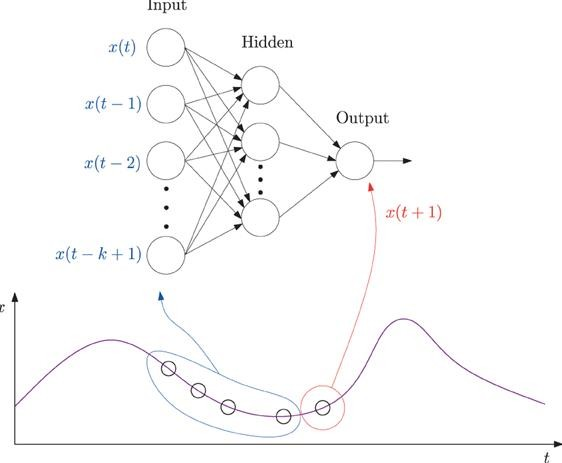 Input
x(t)
Hidden
x(t − 1)
Output
x(t − 2)
x(t + 1)
x(t − k + 1)
x
t